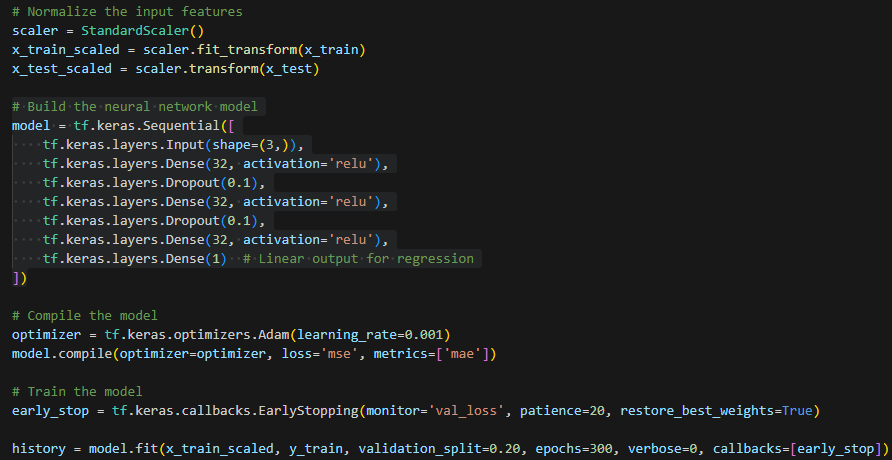 # Normalize the input features
scaler = StandardScaler()
x_train_scaled = scaler.fit_transform(x_train)
x_test_scaled = scaler.transform(x_test)

# Build the neural network model
model = tf.keras.Sequential([
    tf.keras.layers.Input(shape=(3,)),
    tf.keras.layers.Dense(32, activation='relu'),
    tf.keras.layers.Dropout(0.1),
    tf.keras.layers.Dense(32, activation='relu'),
    tf.keras.layers.Dropout(0.1),
    tf.keras.layers.Dense(32, activation='relu'),
    tf.keras.layers.Dense(1)  # Linear output for regression
])

# Compile the model
optimizer = tf.keras.optimizers.Adam(learning_rate=0.001)
model.compile(optimizer=optimizer, loss='mse', metrics=['mae'])

# Train the model
early_stop = tf.keras.callbacks.EarlyStopping(monitor='val_loss', patience=20, restore_best_weights=True)

history = model.fit(x_train_scaled, y_train, validation_split=0.20, epochs=300, verbose=0, callbacks=[early_stop])